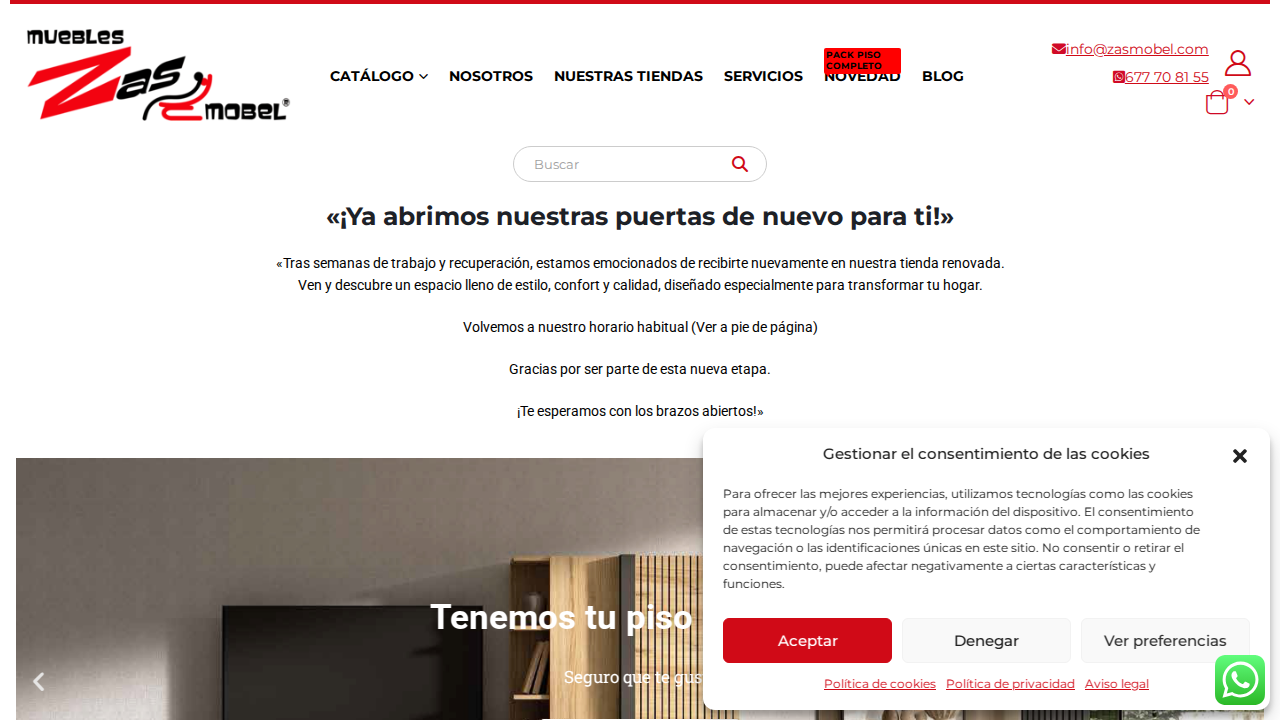 MUEBLES
Zas
MOBEL®
CATÁLOGO
NOSOTROS
NUESTRAS TIENDAS
SERVICIOS
PACK PISO
COMPLETO
NOVEDAD
BLOG
info@zasmobel.com
677 70 81 55
0
Buscar
«¡Ya abrimos nuestras puertas de nuevo para ti!»
«Tras semanas de trabajo y recuperación, estamos emocionados de recibirte nuevamente en nuestra tienda renovada.
Ven y descubre un espacio lleno de estilo, confort y calidad, diseñado especialmente para transformar tu hogar.
Volvemos a nuestro horario habitual (Ver a pie de página)
Gracias por ser parte de esta nueva etapa.
¡Te esperamos con los brazos abiertos!»
Tenemos tu piso
Seguro que te gus
Gestionar el consentimiento de las cookies
Para ofrecer las mejores experiencias, utilizamos tecnologías como las cookies
para almacenar y/o acceder a la información del dispositivo. El consentimiento
de estas tecnologías nos permitirá procesar datos como el comportamiento de
navegación o las identificaciones únicas en este sitio. No consentir o retirar el
consentimiento, puede afectar negativamente a ciertas características y
funciones.
Aceptar
Denegar
Ver preferencias
Política de cookies
Política de privacidad
Aviso legal